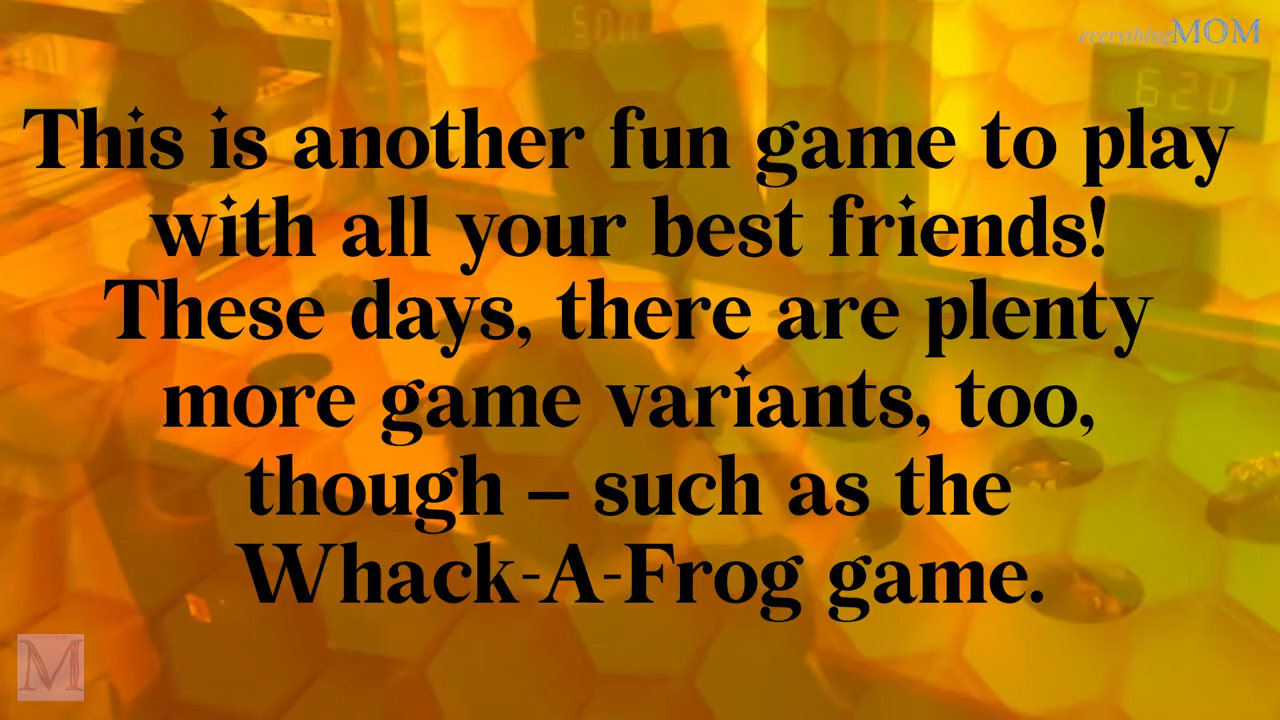 everythingMOM
620
This is another fun game to play
with all your best friends!
These days, there are plenty
more game variants, too,
though – such as the
Whack-A-Frog game.
M